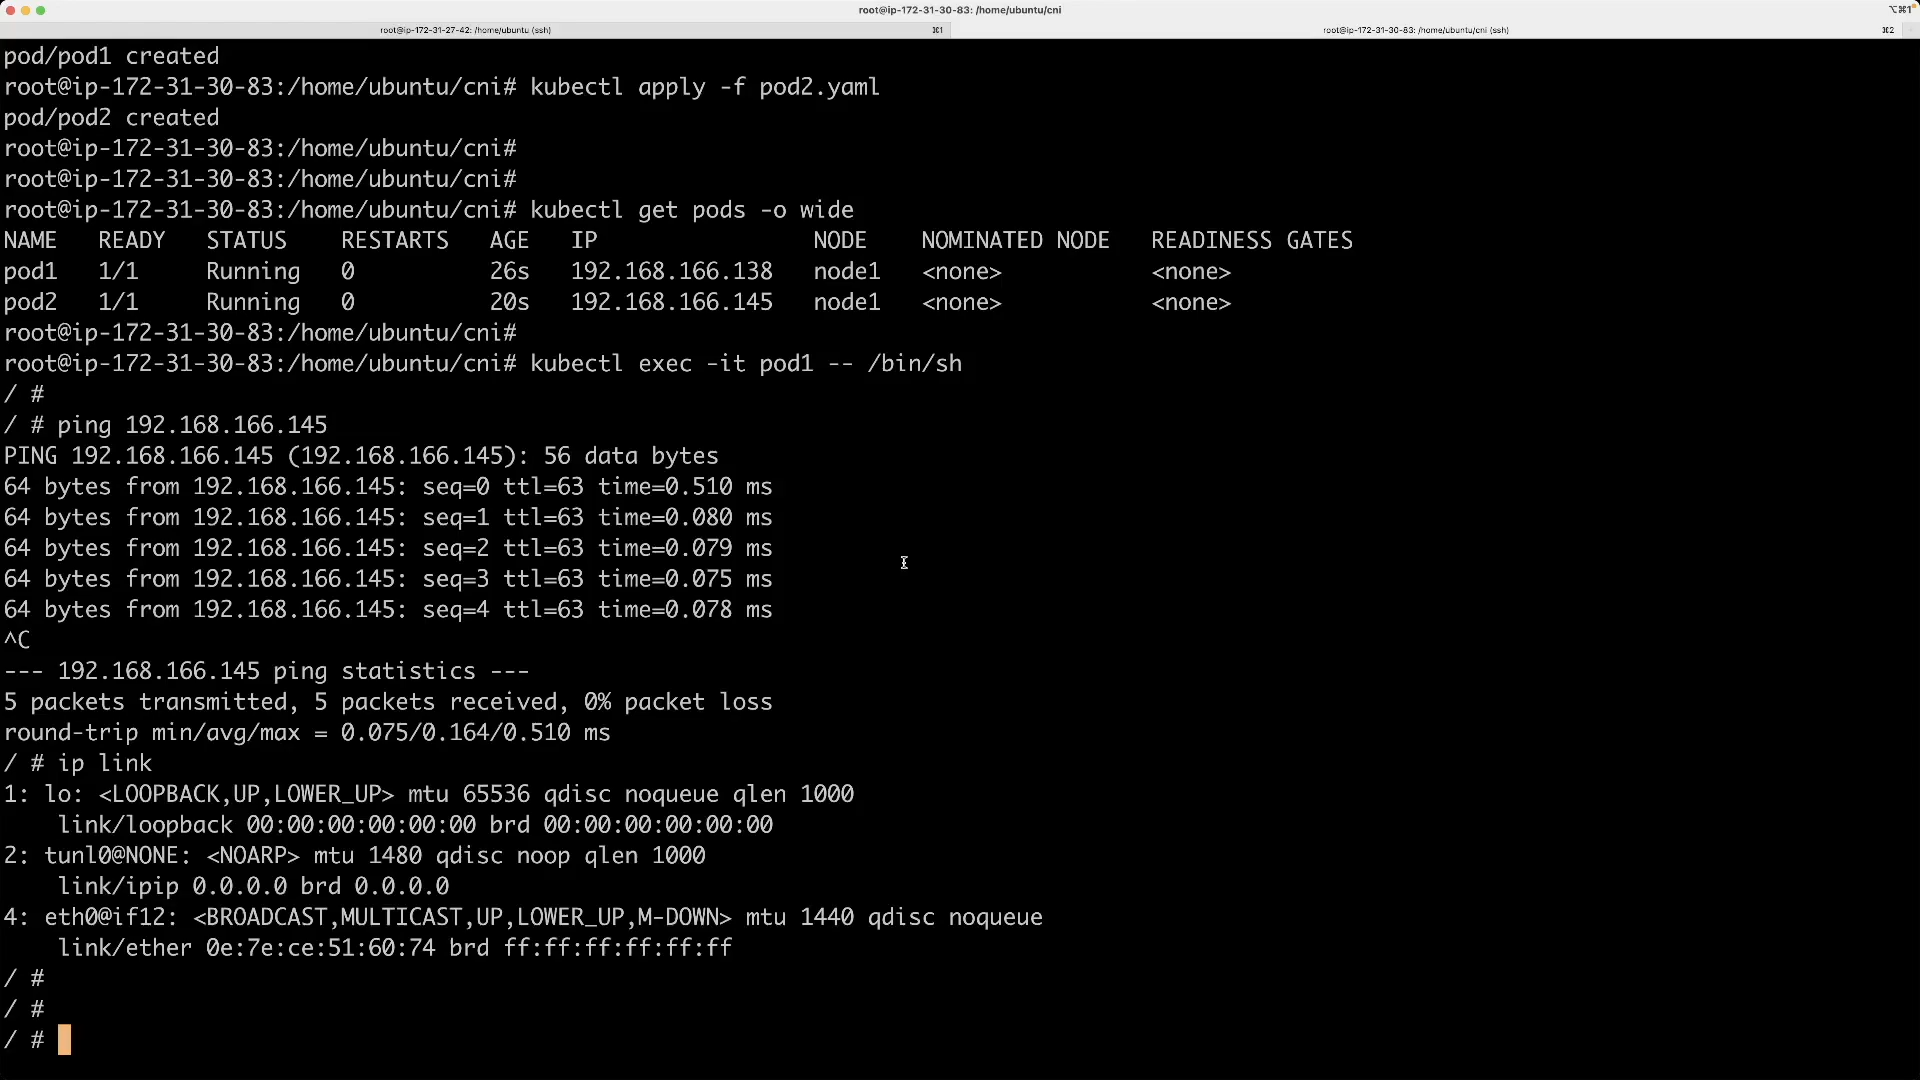 root@ip-172-31-30-83: /home/ubuntu/cni
⌥⌘1
root@ip-172-31-27-42: /home/ubuntu (ssh)
⌘1
root@ip-172-31-30-83: /home/ubuntu/cni (ssh)
⌘2
pod/pod1 created
root@ip-172-31-30-83:/home/ubuntu/cni# kubectl apply -f pod2.yaml
pod/pod2 created
root@ip-172-31-30-83:/home/ubuntu/cni#
root@ip-172-31-30-83:/home/ubuntu/cni#
root@ip-172-31-30-83:/home/ubuntu/cni# kubectl get pods -o wide
NAME   READY   STATUS    RESTARTS   AGE   IP                NODE    NOMINATED NODE   READINESS GATES
pod1   1/1     Running   0          26s   192.168.166.138   node1   <none>           <none>
pod2   1/1     Running   0          20s   192.168.166.145   node1   <none>           <none>
root@ip-172-31-30-83:/home/ubuntu/cni#
root@ip-172-31-30-83:/home/ubuntu/cni# kubectl exec -it pod1 -- /bin/sh
/ #
/ # ping 192.168.166.145
PING 192.168.166.145 (192.168.166.145): 56 data bytes
64 bytes from 192.168.166.145: seq=0 ttl=63 time=0.510 ms
64 bytes from 192.168.166.145: seq=1 ttl=63 time=0.080 ms
64 bytes from 192.168.166.145: seq=2 ttl=63 time=0.079 ms
64 bytes from 192.168.166.145: seq=3 ttl=63 time=0.075 ms
64 bytes from 192.168.166.145: seq=4 ttl=63 time=0.078 ms
^C
--- 192.168.166.145 ping statistics ---
5 packets transmitted, 5 packets received, 0% packet loss
round-trip min/avg/max = 0.075/0.164/0.510 ms
/ # ip link
1: lo: <LOOPBACK,UP,LOWER_UP> mtu 65536 qdisc noqueue qlen 1000
    link/loopback 00:00:00:00:00:00 brd 00:00:00:00:00:00
2: tunl0@NONE: <NOARP> mtu 1480 qdisc noop qlen 1000
    link/ipip 0.0.0.0 brd 0.0.0.0
4: eth0@if12: <BROADCAST,MULTICAST,UP,LOWER_UP,M-DOWN> mtu 1440 qdisc noqueue
    link/ether 0e:7e:ce:51:60:74 brd ff:ff:ff:ff:ff:ff
/ #
/ #
/ #